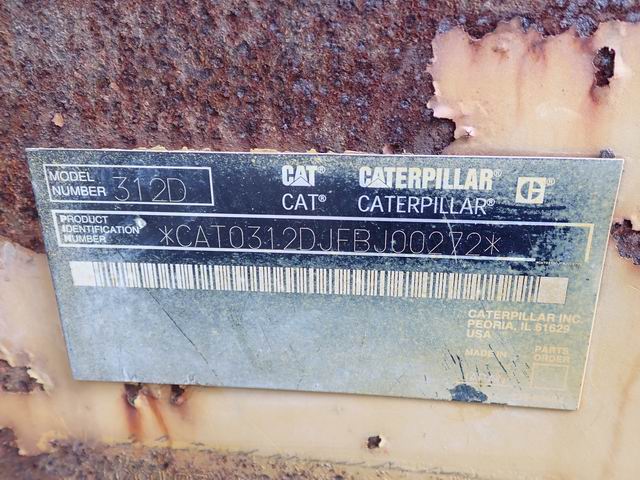 MODEL NUMBER 312D
CAT CATERPILLAR® C
CAT® CATERPILLAR®
PRODUCT IDENTIFICATION NUMBER *CAT0312DJFBJ00272*
CATERPILLAR INC
PEORIA, IL 61629
USA
MADE IN
PARTS ORDER